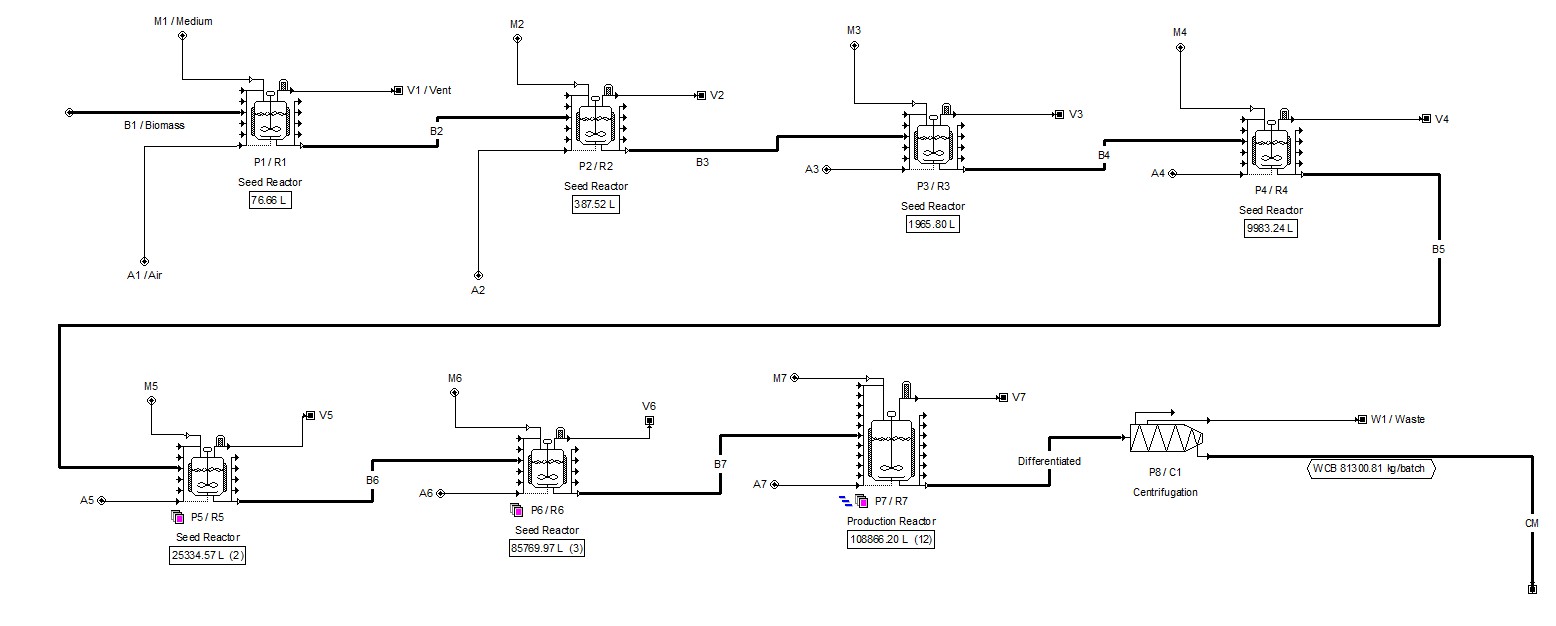 M1 / Medium
M2
M3
M4
V1 / Vent
V2
V3
V4
B1 / Biomass
B2
B3
A3
B4
A4
P1 / R1
Seed Reactor
76.66 L
P2 / R2
Seed Reactor
387.52 L
P3 / R3
Seed Reactor
1965.80 L
P4 / R4
Seed Reactor
9983.24 L
B5
A1 / Air
A2
M5
M6
M7
V5
V6
V7
W1 / Waste
B6
B7
Differentiated
A5
A6
A7
P5 / R5
Seed Reactor
25334.57 L (2)
P6 / R6
Seed Reactor
85769.97 L (3)
P7 / R7
Production Reactor
108866.20 L (12)
P8 / C1
Centrifugation
WCB 81300.81 kg/batch
CM